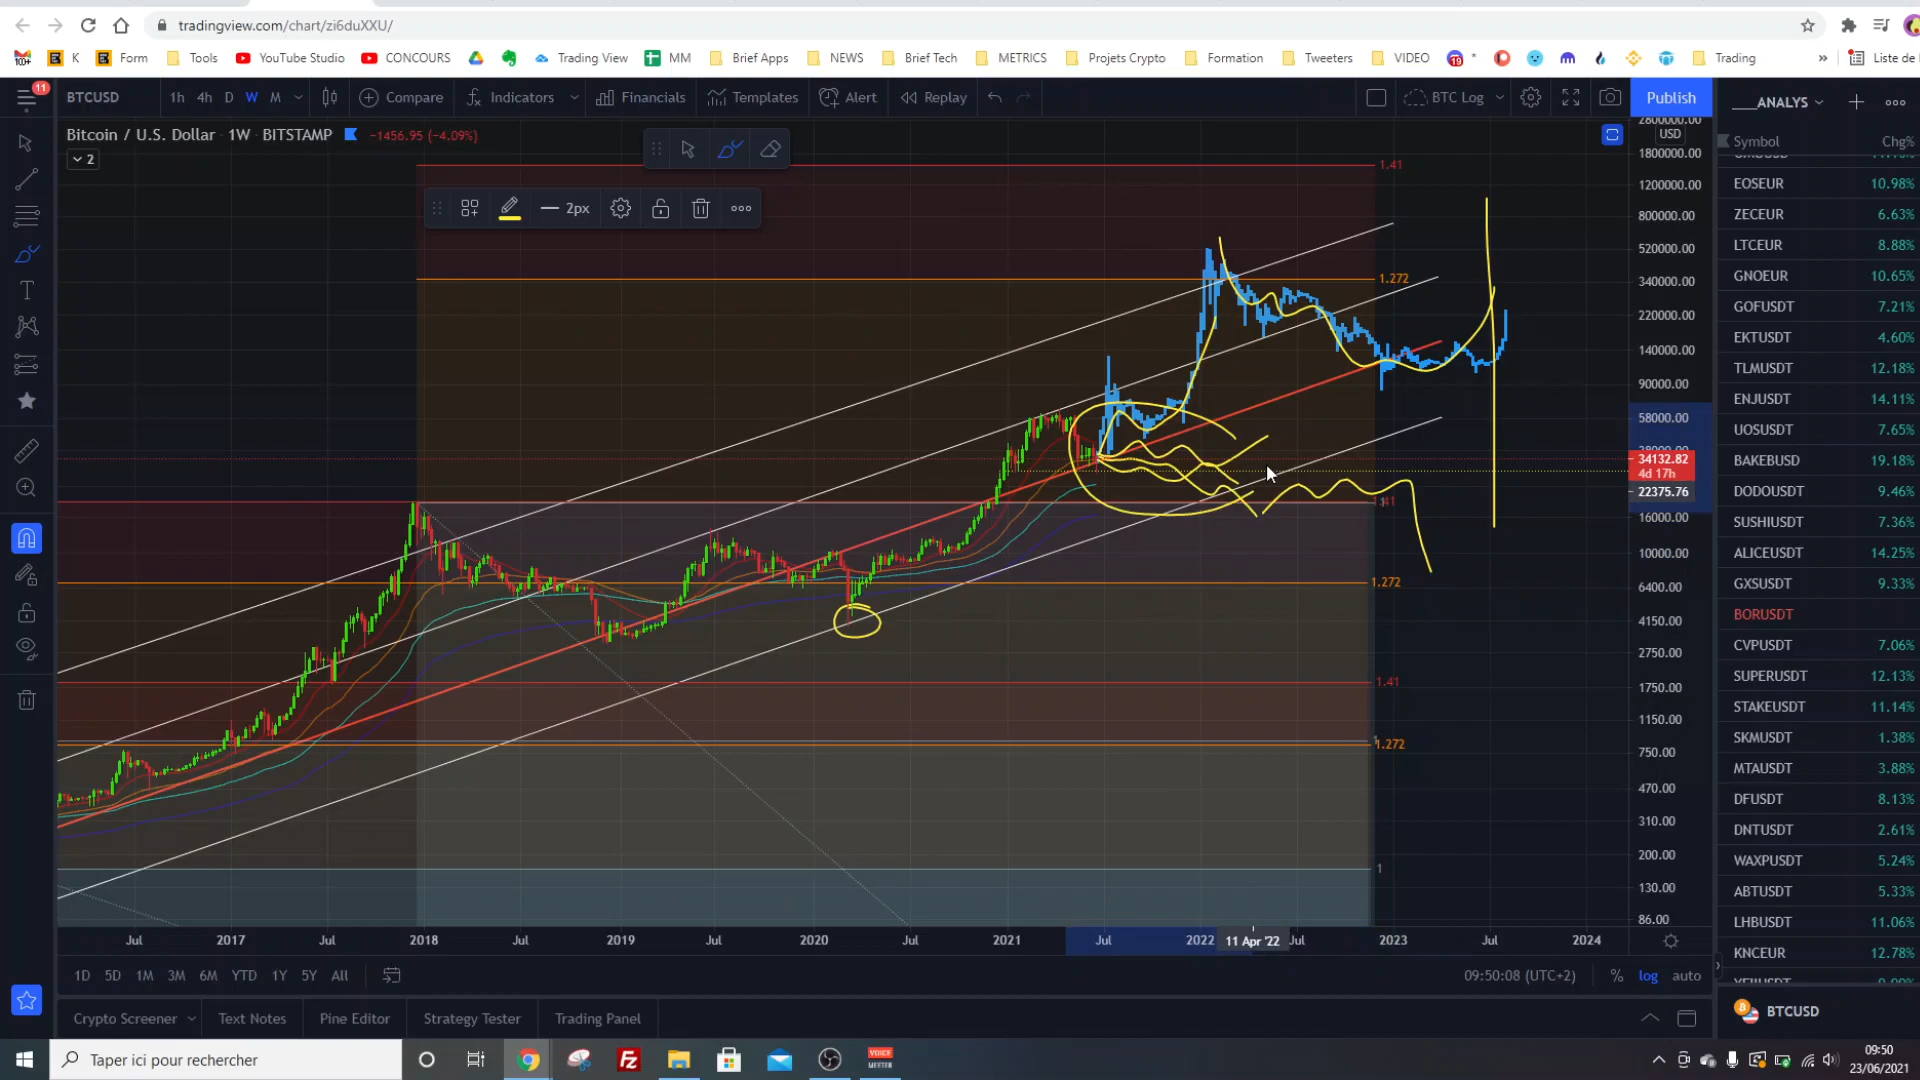 tradingview.com/chart/zi6duXXU/
K Form Tools YouTube Studio CONCOURS Trading View MM Brief Apps NEWS Brief Tech METRICS Projets Crypto Formation Tweeters VIDEO 19 Trading » Liste de
11 BTCUSD 1h 4h D W M Compare Indicators Financials Templates Alert Replay BTC Log Publish ___ANALYS
Bitcoin / U.S. Dollar 1W BITSTAMP −1456.95 (−4.09%)
2
2px
1.41
1.272
1.41
1.272
1.41
1.272
1
USD
1800000.00
1200000.00
800000.00
520000.00
340000.00
220000.00
140000.00
90000.00
58000.00
34132.82
4d 17h
22375.76
16000.00
10000.00
6400.00
4150.00
2750.00
1750.00
1150.00
750.00
470.00
310.00
200.00
130.00
86.00
Jul 2017 Jul 2018 Jul 2019 Jul 2020 Jul 2021 Jul 2022 11 Apr '22 Jul 2023 Jul 2024
1D 5D 1M 3M 6M YTD 1Y 5Y All 09:50:08 (UTC+2) % log auto
Crypto Screener Text Notes Pine Editor Strategy Tester Trading Panel
Symbol Chg%
EOSEUR 10.98%
ZECEUR 6.63%
LTCEUR 8.88%
GNOEUR 10.65%
GOFUSDT 7.21%
EKTUSD 4.60%
TLMUSDT 12.18%
ENJUSDT 14.11%
UOSUSDT 7.65%
BAKEBUSD 19.18%
DODOUSDT 9.46%
SUSHIUSDT 7.36%
ALICEUSDT 14.25%
GXSUSDT 9.33%
BORUSDT
CVPUSDT 7.06%
SUPERUSDT 12.13%
STAKEUSDT 11.14%
SKMUSDT 1.38%
MTAUSDT 3.88%
DFUSDT 8.13%
DNTUSDT 2.61%
WAXPUSDT 5.24%
ABTUSDT 5.33%
LHBUSDT 11.06%
KNCEUR 12.78%
BTCUSD
Taper ici pour rechercher
VOICE
MEETER
09:50
23/06/2021